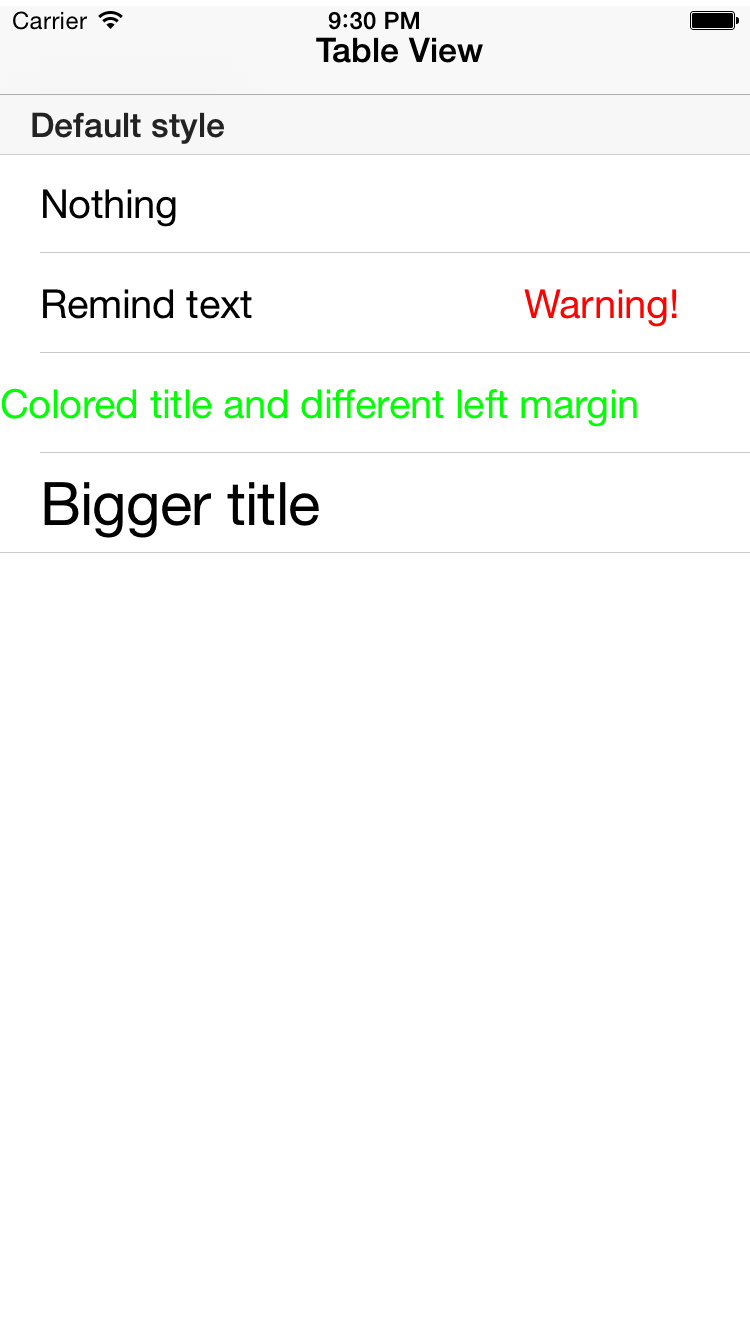 Carrier 9:30 PM
Table View
Default style
Nothing
Remind text Warning!
Colored title and different left margin
Bigger title